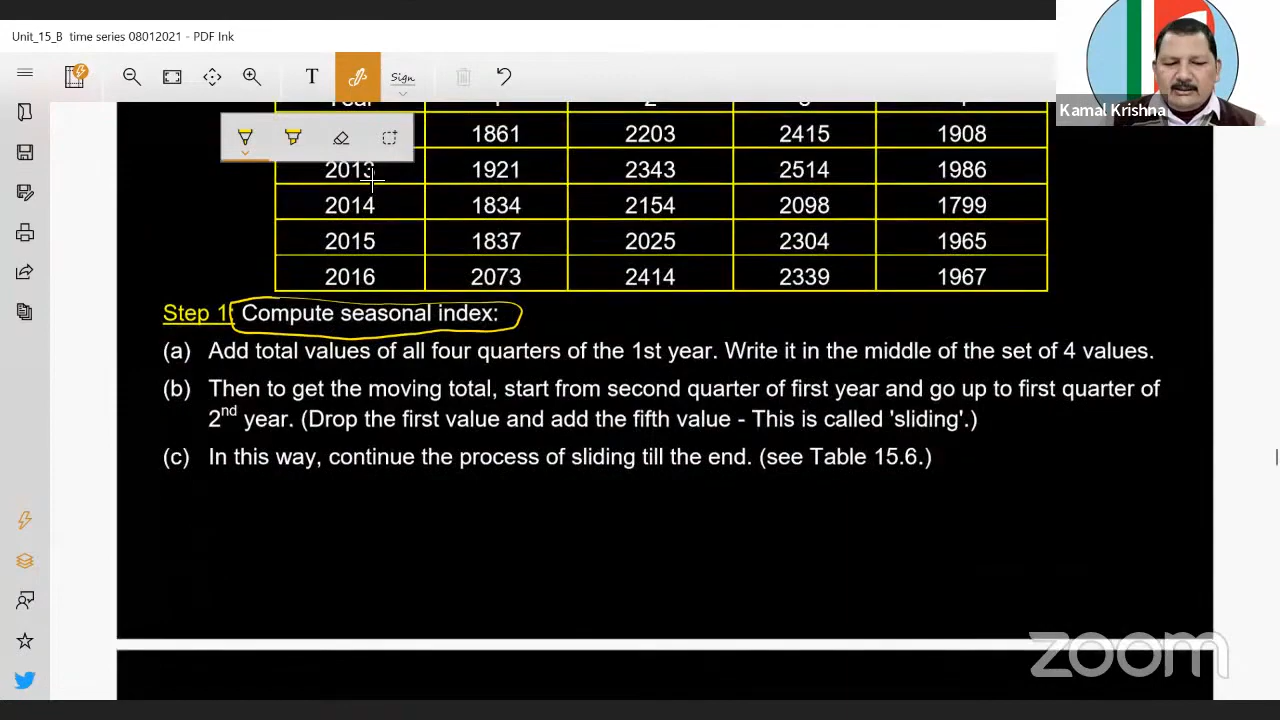 Unit_15_B time series 08012021 - PDF Ink
T
Sign
Kamal Krishna
Year
1861 2203 2415 1908
2013 1921 2343 2514 1986
2014 1834 2154 2098 1799
2015 1837 2025 2304 1965
2016 2073 2414 2339 1967
Step 1: Compute seasonal index:
(a) Add total values of all four quarters of the 1st year. Write it in the middle of the set of 4 values.
(b) Then to get the moving total, start from second quarter of first year and go up to first quarter of
2nd year. (Drop the first value and add the fifth value - This is called 'sliding'.)
(c) In this way, continue the process of sliding till the end. (see Table 15.6.)
zoom